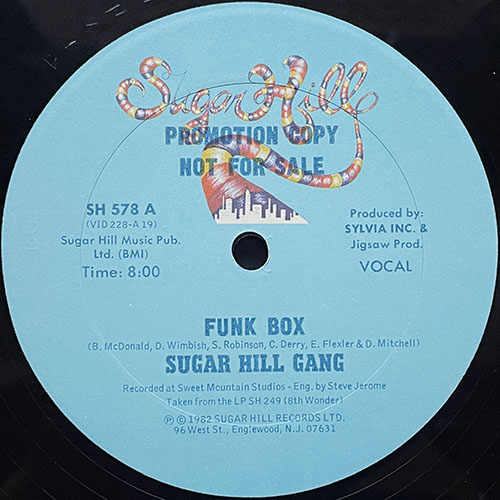 Sugar Hill
PROMOTION COPY
NOT FOR SALE
SH 578 A
(VID 228-A 19)
Sugar Hill Music Pub.
Ltd. (BMI)
Time: 8:00
Produced by:
SYLVIA INC. &
Jigsaw Prod.
VOCAL
FUNK BOX
(B. McDonald, D. Wimbish, S. Robinson, C. Derry, E. Flexler & D. Mitchell)
SUGAR HILL GANG
Recorded at Sweet Mountain Studios - Eng. by Steve Jerome
Taken from the LP SH 249 (8th Wonder)
℗ © 1982 SUGAR HILL RECORDS LTD.
96 West St., Englewood, N.J. 07631